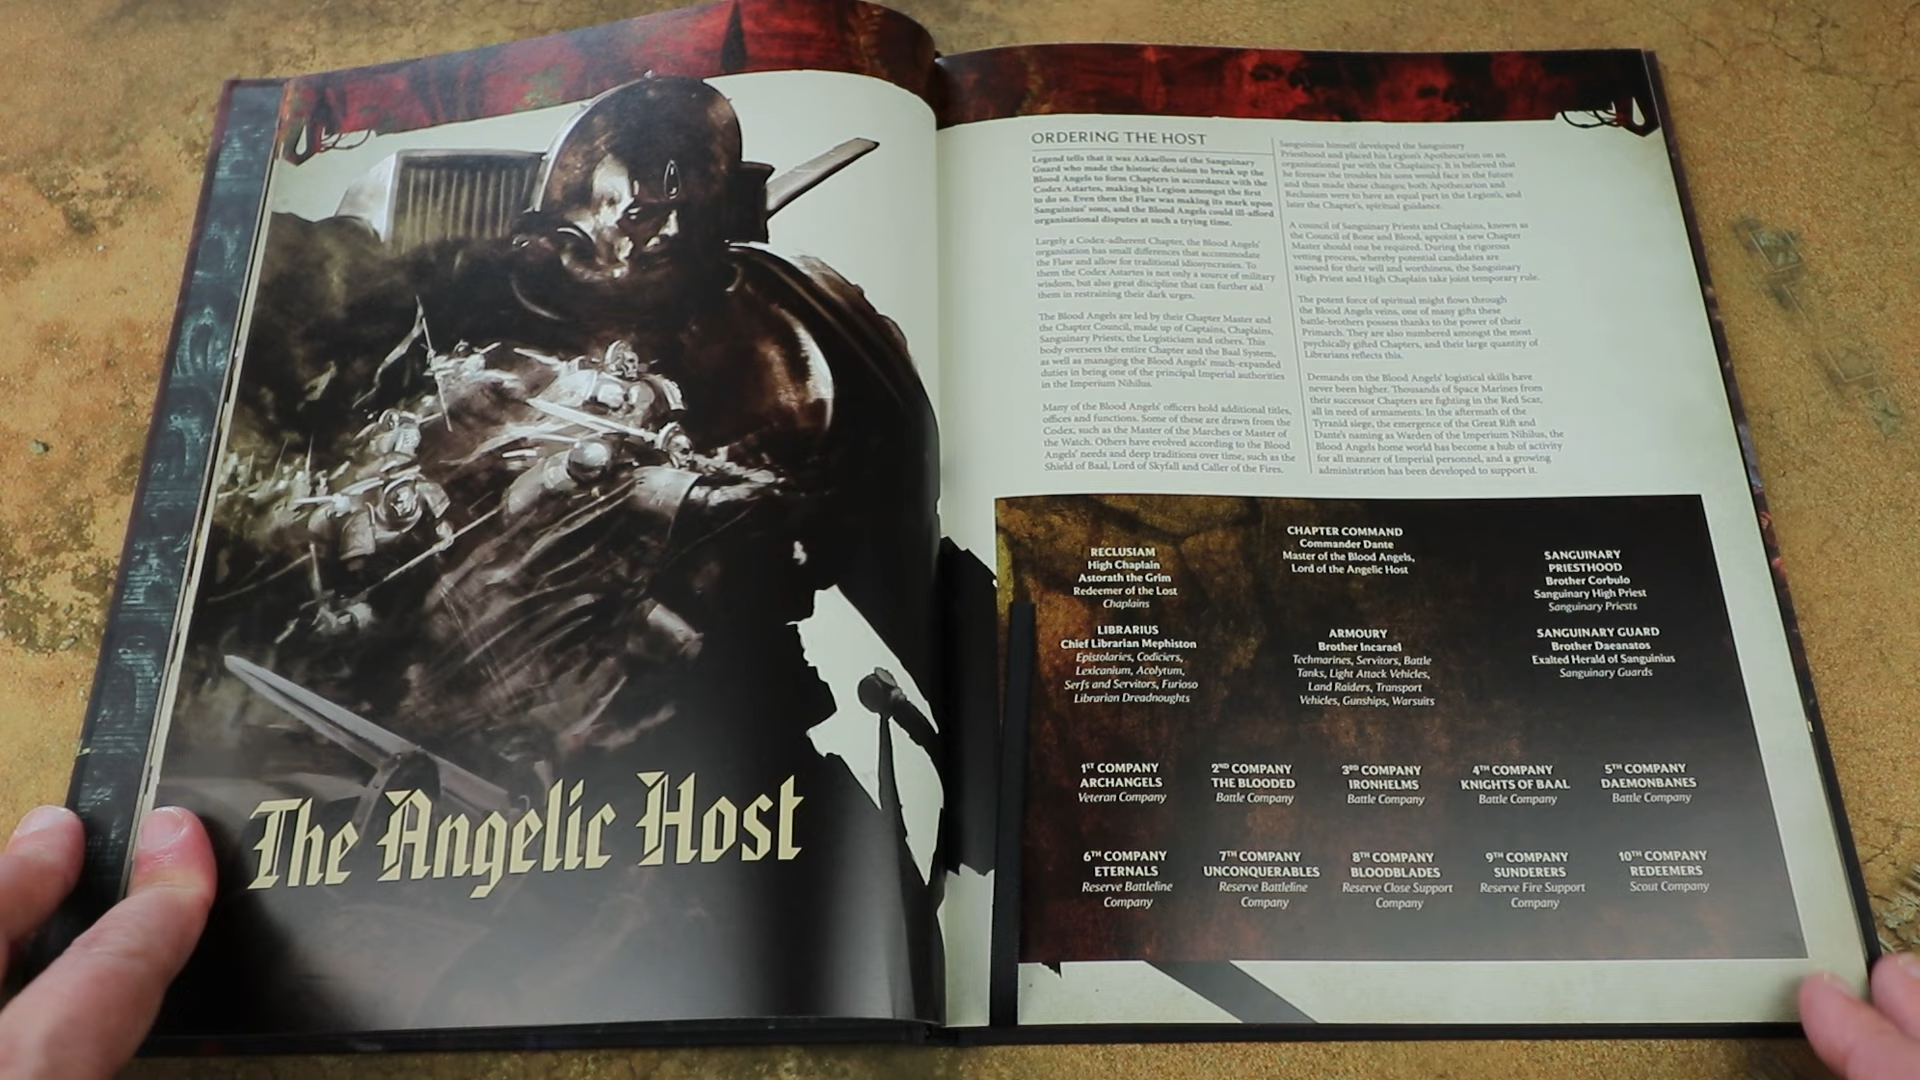 The Angelic Host
ORDERING THE HOST
Legend tells that it was Azkaellon of the Sanguinary
Guard who made the historic decision to break up the
Blood Angels to form Chapters in accordance with the
Codex Astartes, making his Legion amongst the first
to do so. Even then the Flaw was making its mark upon
Sanguinius' sons, and the Blood Angels could ill-afford
organisational disputes at such a trying time.
Largely a Codex-adherent Chapter, the Blood Angels'
organisation has small differences that accommodate
the Flaw and allow for traditional idiosyncrasies. To
them the Codex Astartes is not only a source of military
wisdom, but also great discipline that can further aid
them in restraining their dark urges.
The Blood Angels are led by their Chapter Master and
the Chapter Council, made up of Captains, Chaplains,
Sanguinary Priests, the Logisticiam and others. This
body oversees the entire Chapter and the Baal System,
as well as managing the Blood Angels' much-expanded
duties in being one of the principal Imperial authorities
in the Imperium Nihilus.
Many of the Blood Angels' officers hold additional titles,
offices and functions. Some of these are drawn from the
Codex, such as the Master of the Marches or Master of
the Watch. Others have evolved according to the Blood
Angels' needs and deep traditions over time, such as the
Shield of Baal, Lord of Skyfall and Caller of the Fires.
Sanguinius himself developed the Sanguinary
Priesthood and placed his Legion's Apothecarion on an
organisational par with the Chaplaincy. It is believed that
he foresaw the troubles his sons would face in the future
and thus made these changes; both Apothecarion and
Reclusiam were to have an equal part in the Legion's, and
later the Chapter's, spiritual guidance.
A council of Sanguinary Priests and Chaplains, known as
the Council of Bone and Blood, appoint a new Chapter
Master should one be required. During the rigorous
vetting process, whereby potential candidates are
assessed for their will and worthiness, the Sanguinary
High Priest and High Chaplain take joint temporary rule.
The potent force of spiritual might flows through
the Blood Angels veins, one of many gifts these
battle-brothers possess thanks to the power of their
Primarch. They are also numbered amongst the most
psychically gifted Chapters, and their large quantity of
Librarians reflects this.
Demands on the Blood Angels' logistical skills have
never been higher. Thousands of Space Marines from
their successor Chapters are fighting in the Red Scar,
all in need of armaments. In the aftermath of the
Tyranid siege, the emergence of the Great Rift and
Dante's naming as Warden of the Imperium Nihilus, the
Blood Angels home world has become a hub of activity
for all manner of Imperial personnel, and a growing
administration has been developed to support it.
CHAPTER COMMAND
Commander Dante
Master of the Blood Angels,
Lord of the Angelic Host
RECLUSIAM
High Chaplain
Astorath the Grim
Redeemer of the Lost
Chaplains
SANGUINARY
PRIESTHOOD
Brother Corbulo
Sanguinary High Priest
Sanguinary Priests
LIBRARIUS
Chief Librarian Mephiston
Epistolaries, Codiciers,
Lexicanium, Acolytum,
Serfs and Servitors, Furioso
Librarian Dreadnoughts
ARMOURY
Brother Incarael
Techmarines, Servitors, Battle
Tanks, Light Attack Vehicles,
Land Raiders, Transport
Vehicles, Gunships, Warsuits
SANGUINARY GUARD
Brother Daeanatos
Exalted Herald of Sanguinius
Sanguinary Guards
1ST COMPANY
ARCHANGELS
Veteran Company
2ND COMPANY
THE BLOODED
Battle Company
3RD COMPANY
IRONHELMS
Battle Company
4TH COMPANY
KNIGHTS OF BAAL
Battle Company
5TH COMPANY
DAEMONBANES
Battle Company
6TH COMPANY
ETERNALS
Reserve Battleline
Company
7TH COMPANY
UNCONQUERABLES
Reserve Battleline
Company
8TH COMPANY
BLOODBLADES
Reserve Close Support
Company
9TH COMPANY
SUNDERERS
Reserve Fire Support
Company
10TH COMPANY
REDEEMERS
Scout Company